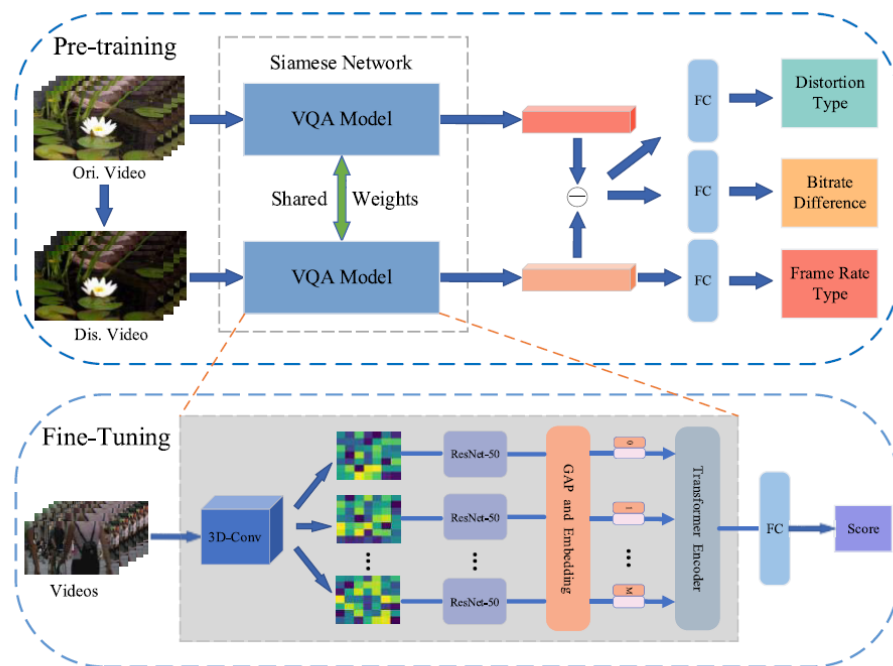 Pre-training
Siamese Network
VQA Model
Ori. Video
Shared Weights
VQA Model
Dis. Video
FC
Distortion
Type
FC
Bitrate
Difference
FC
Frame Rate
Type
Fine-Tuning
Videos
3D-Conv
ResNet-50
ResNet-50
ResNet-50
GAP and Embedding
0
1
M
Transformer Encoder
FC
Score